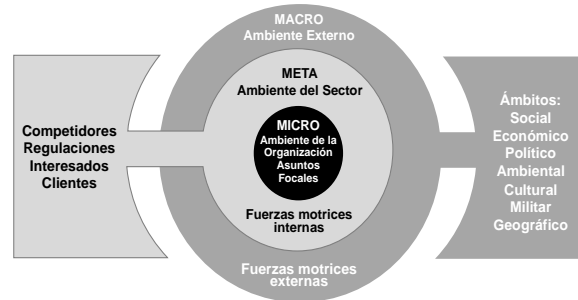 MACRO
Ambiente Externo
META
Ambiente del Sector
MICRO
Ambiente de la
Organización
Asuntos
Focales
Fuerzas motrices
internas
Fuerzas motrices
externas
Competidores
Regulaciones
Interesados
Clientes
Ámbitos:
Social
Económico
Político
Ambiental
Cultural
Militar
Geográfico